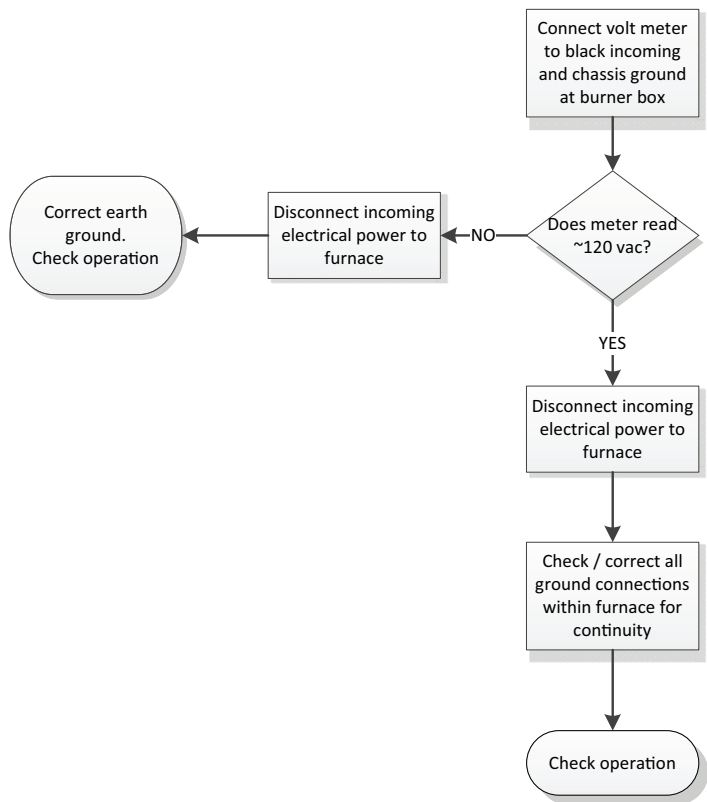 Connect volt meter
to black incoming
and chassis ground
at burner box
Does meter read
~120 vac?
NO
Disconnect incoming
electrical power to
furnace
Correct earth
ground.
Check operation
YES
Disconnect incoming
electrical power to
furnace
Check / correct all
ground connections
within furnace for
continuity
Check operation